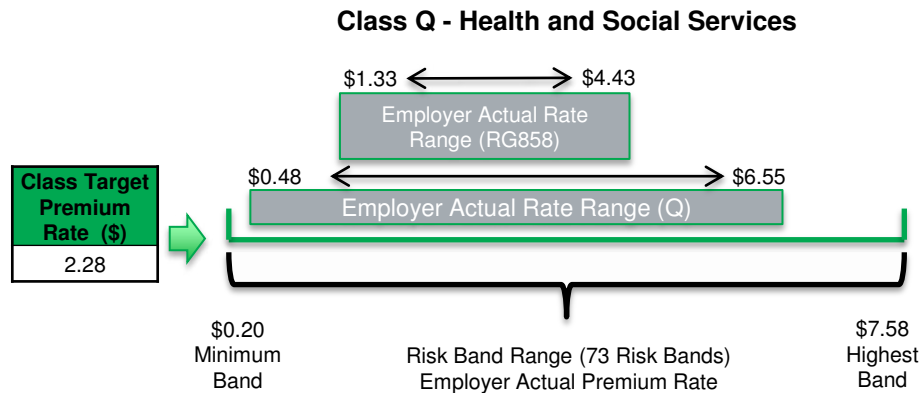 Class Q - Health and Social Services
$1.33 $4.43
Employer Actual Rate
Range (RG858)
$0.48 $6.55
Employer Actual Rate Range (Q)
Class Target
Premium
Rate ($)
2.28
$0.20
Minimum
Band
Risk Band Range (73 Risk Bands)
Employer Actual Premium Rate
$7.58
Highest
Band